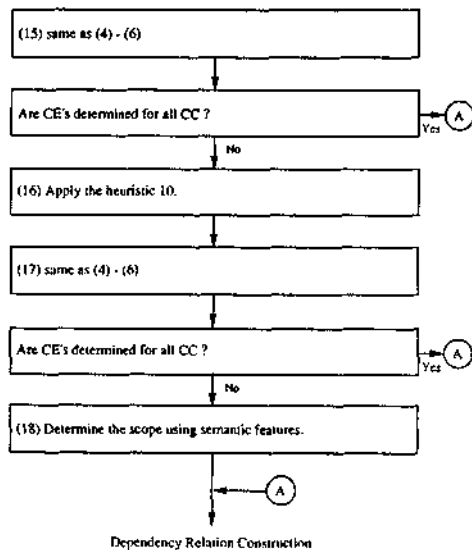 (15) same as (4) - (6)
Are CE's determined for all CC ?
A
Yes
No
(16) Apply the heuristic 10.
(17) same as (4) - (6)
Are CE's determined for all CC ?
A
Yes
No
(18) Determine the scope using semantic features.
A
Dependency Relation Construction